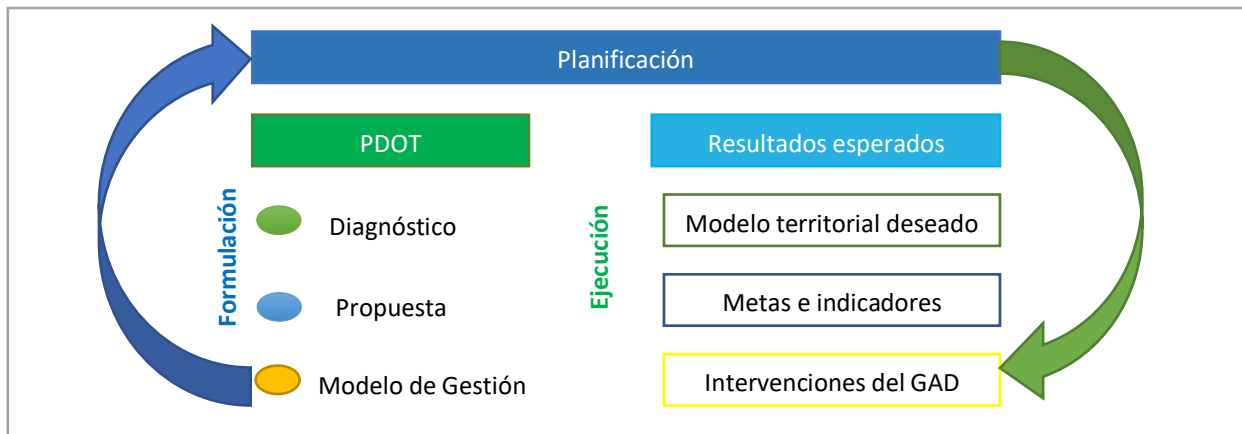 Planificación
PDOT
Resultados esperados
Formulación
Diagnóstico
Propuesta
Modelo de Gestión
Ejecución
Modelo territorial deseado
Metas e indicadores
Intervenciones del GAD